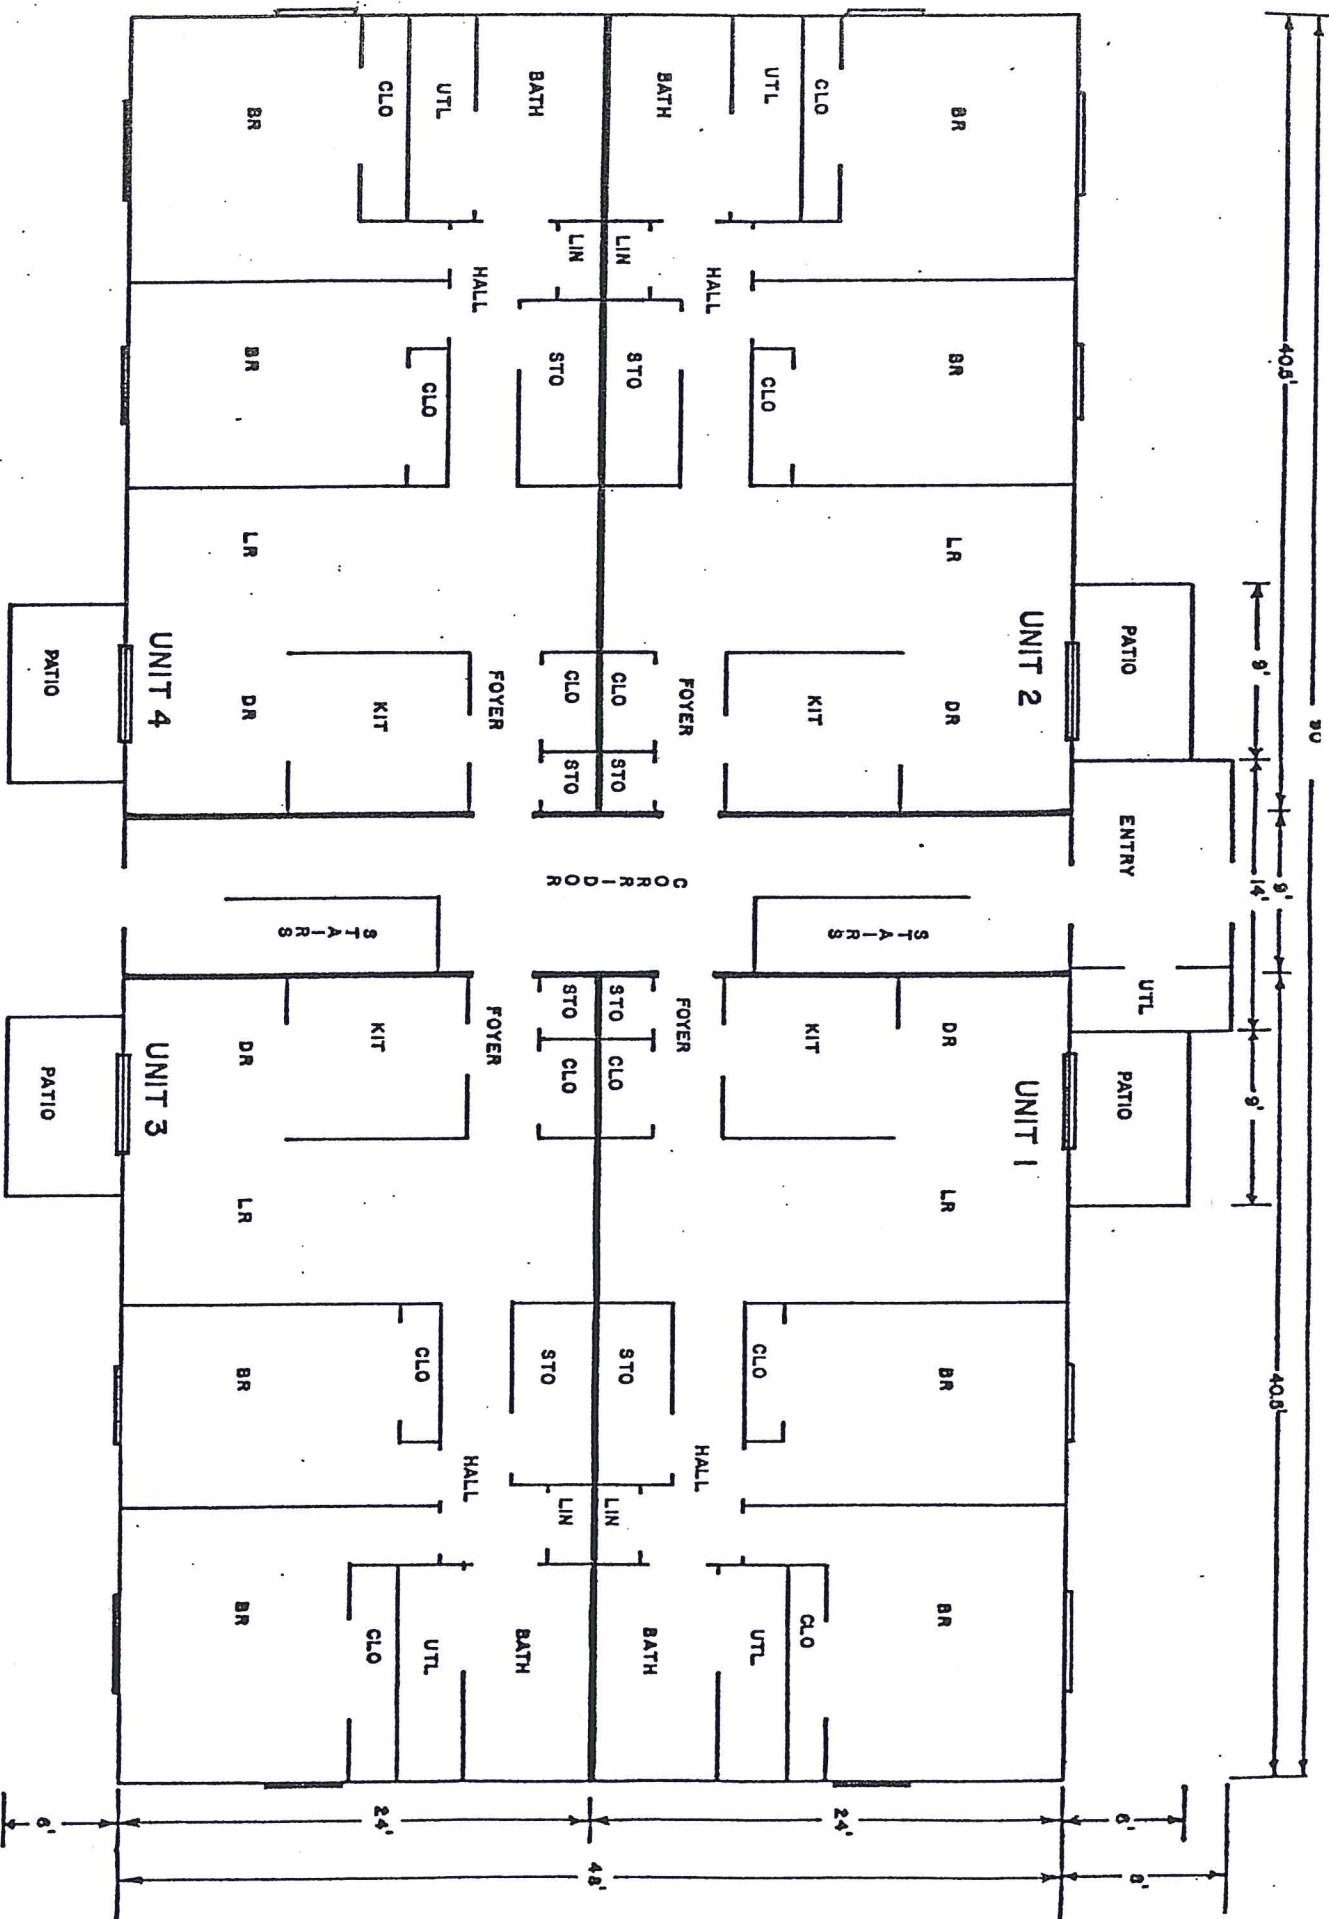 90
40.5'
9'
40.5'
9'
14'
9'
PATIO
ENTRY
UTL
PATIO
6'
8'
UNIT 2
UNIT 1
BR
BR
LR
DR
DR
LR
BR
BR
24'
CLO
UTL
CLO
KIT
STAIRS
KIT
CLO
CLO
UTL
48'
BATH
HALL
FOYER
FOYER
HALL
BATH
LIN
STO
CLO
STO
CORRIDOR
STO
CLO
STO
LIN
LIN
STO
CLO
STO
STO
CLO
STO
LIN
BATH
HALL
FOYER
FOYER
HALL
BATH
UTL
CLO
CLO
KIT
STAIRS
KIT
CLO
UTL
CLO
24'
BR
BR
LR
DR
DR
LR
BR
BR
UNIT 4
UNIT 3
PATIO
PATIO
6'